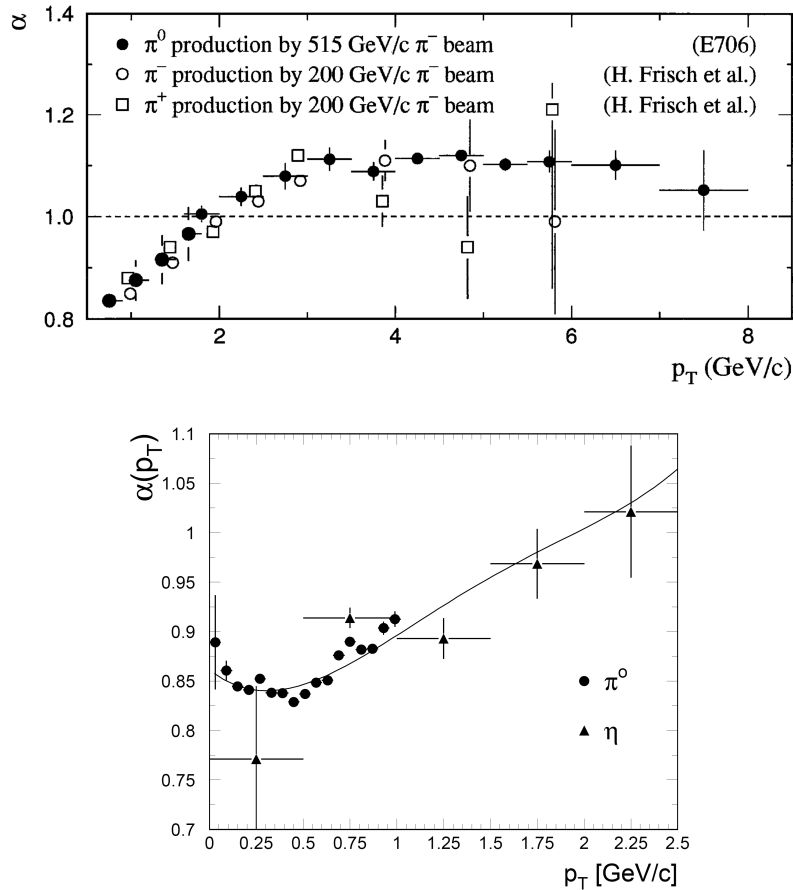 α
1.4
1.2
1.0
0.8
π⁰ production by 515 GeV/c π⁻ beam (E706)
π⁻ production by 200 GeV/c π⁻ beam (H. Frisch et al.)
π⁺ production by 200 GeV/c π⁻ beam (H. Frisch et al.)
2 4 6 8
p_T (GeV/c)
α(p_T)
1.1
1.05
1
0.95
0.9
0.85
0.8
0.75
0.7
π⁰
η
0 0.25 0.5 0.75 1 1.25 1.5 1.75 2 2.25 2.5
p_T [GeV/c]